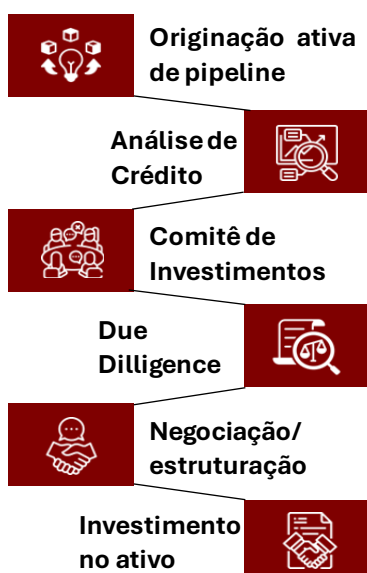 Originação ativa
de pipeline
Análise de
Crédito
Comitê de
Investimentos
Due
Dilligence
Negociação/
estruturação
Investimento
no ativo